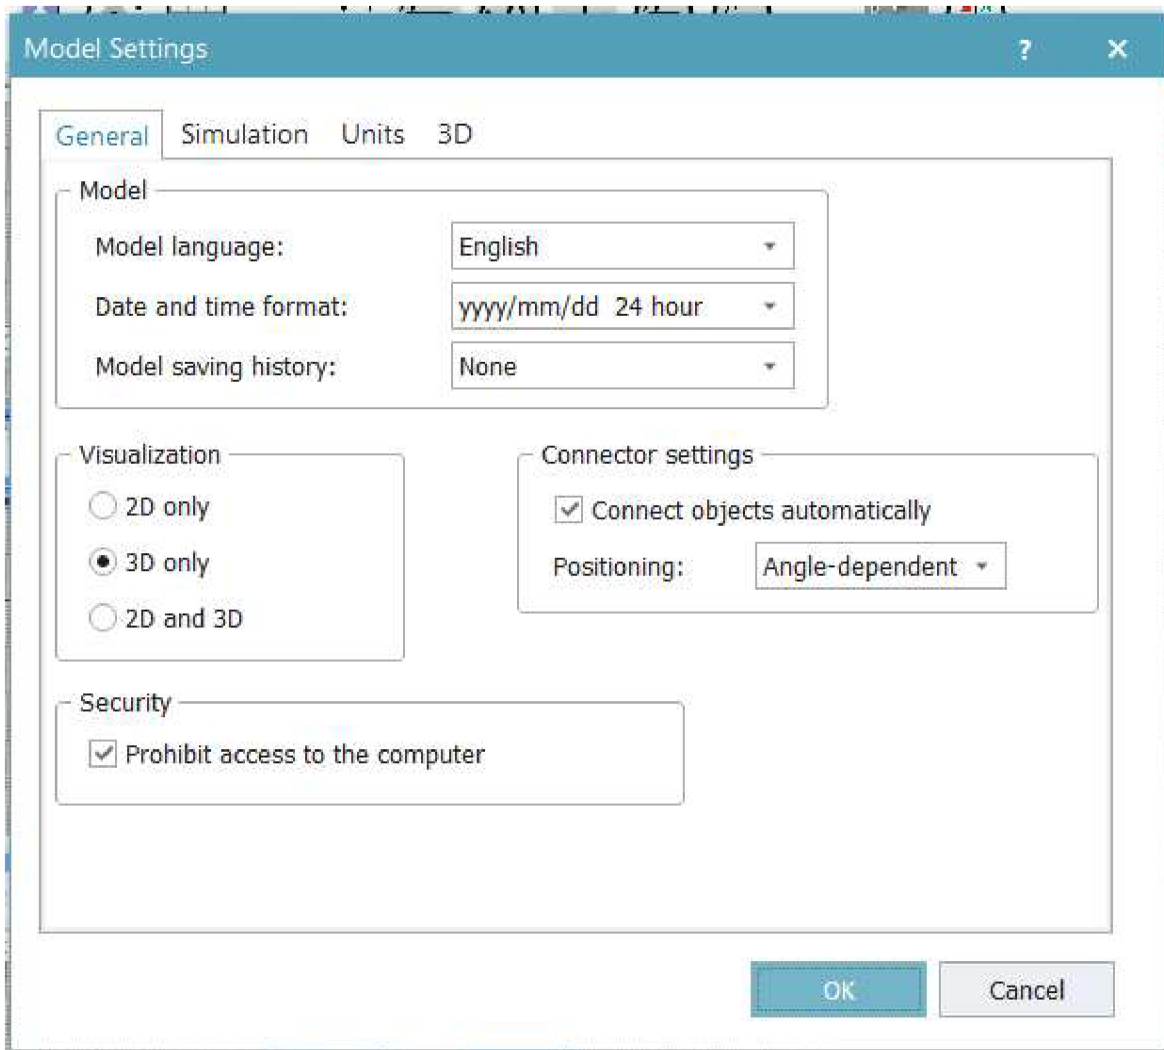 Model Settings ? ×
General Simulation Units 3D
Model
Model language: English
Date and time format: yyyy/mm/dd 24 hour
Model saving history: None
Visualization
2D only
3D only
2D and 3D
Connector settings
Connect objects automatically
Positioning: Angle-dependent
Security
Prohibit access to the computer
OK Cancel